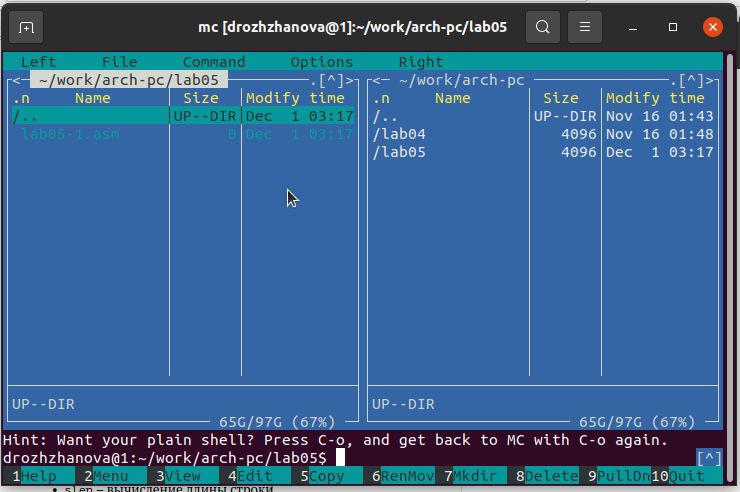 mc [drozhzhanova@1]:~/work/arch-pc/lab05
Left File Command Options Right
<— ~/work/arch-pc/lab05 .[^]> <— ~/work/arch-pc .[^]>
.n Name Size Modify time .n Name Size Modify time
/.. UP--DIR Dec 1 03:17 /.. UP--DIR Nov 16 01:43
lab05-1.asm 0 Dec 1 03:17 /lab04 4096 Nov 16 01:48
/lab05 4096 Dec 1 03:17
UP--DIR UP--DIR
65G/97G (67%) 65G/97G (67%)
Hint: Want your plain shell? Press C-o, and get back to MC with C-o again.
drozhzhanova@1:~/work/arch-pc/lab05$ [^]
1Help 2Menu 3View 4Edit 5Copy 6RenMov 7Mkdir 8Delete 9PullDn 10Quit
• slen – вычисление длины строки